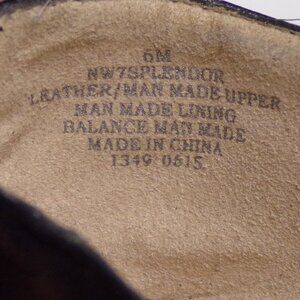 6M
NW7SPLENDOR
LEATHER/MAN MADE UPPER
MAN MADE LINING
BALANCE MAN MADE
MADE IN CHINA
1349 0615